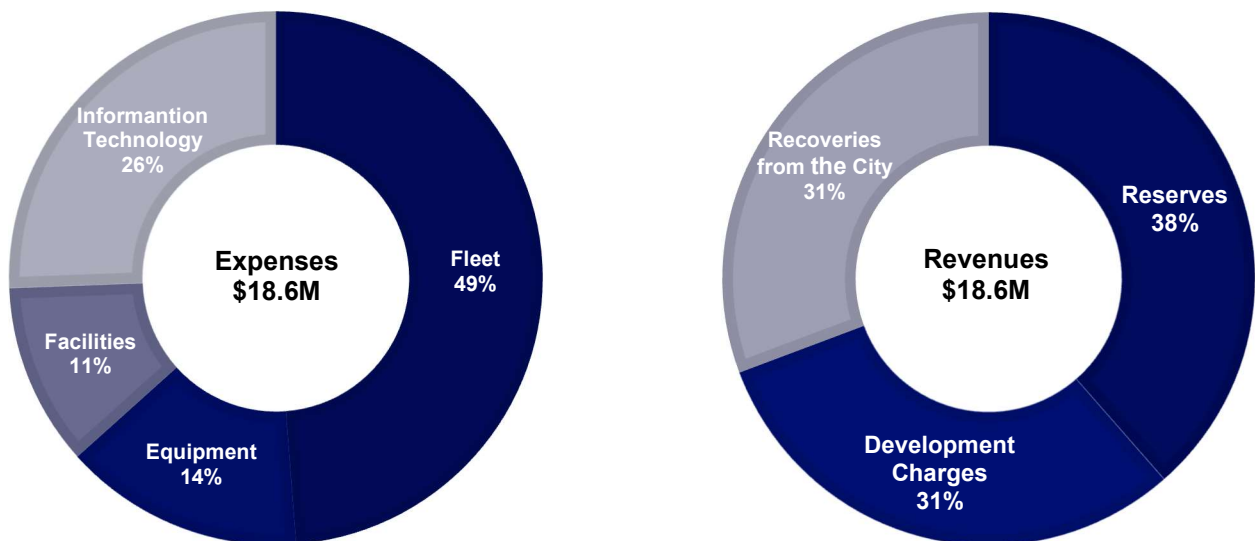 Informantion
Technology
26%
Fleet
49%
Facilities
11%
Equipment
14%
Expenses
$18.6M
Recoveries
from the City
31%
Reserves
38%
Development
Charges
31%
Revenues
$18.6M